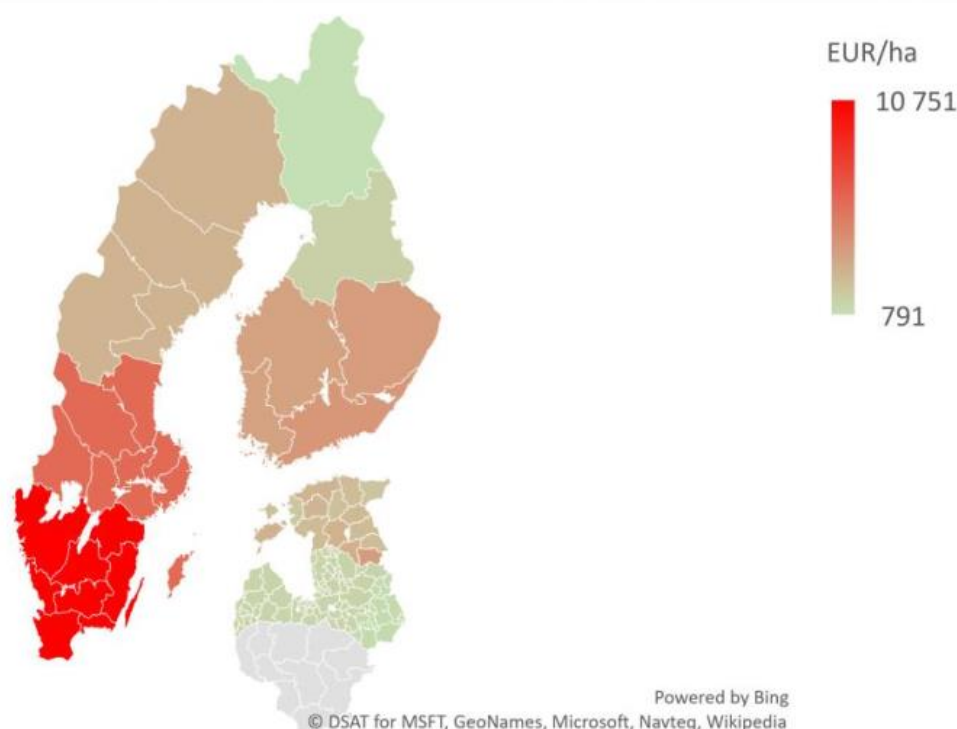 EUR/ha
10 751
791
Powered by Bing
© DSAT for MSFT, GeoNames, Microsoft, Navteq, Wikipedia